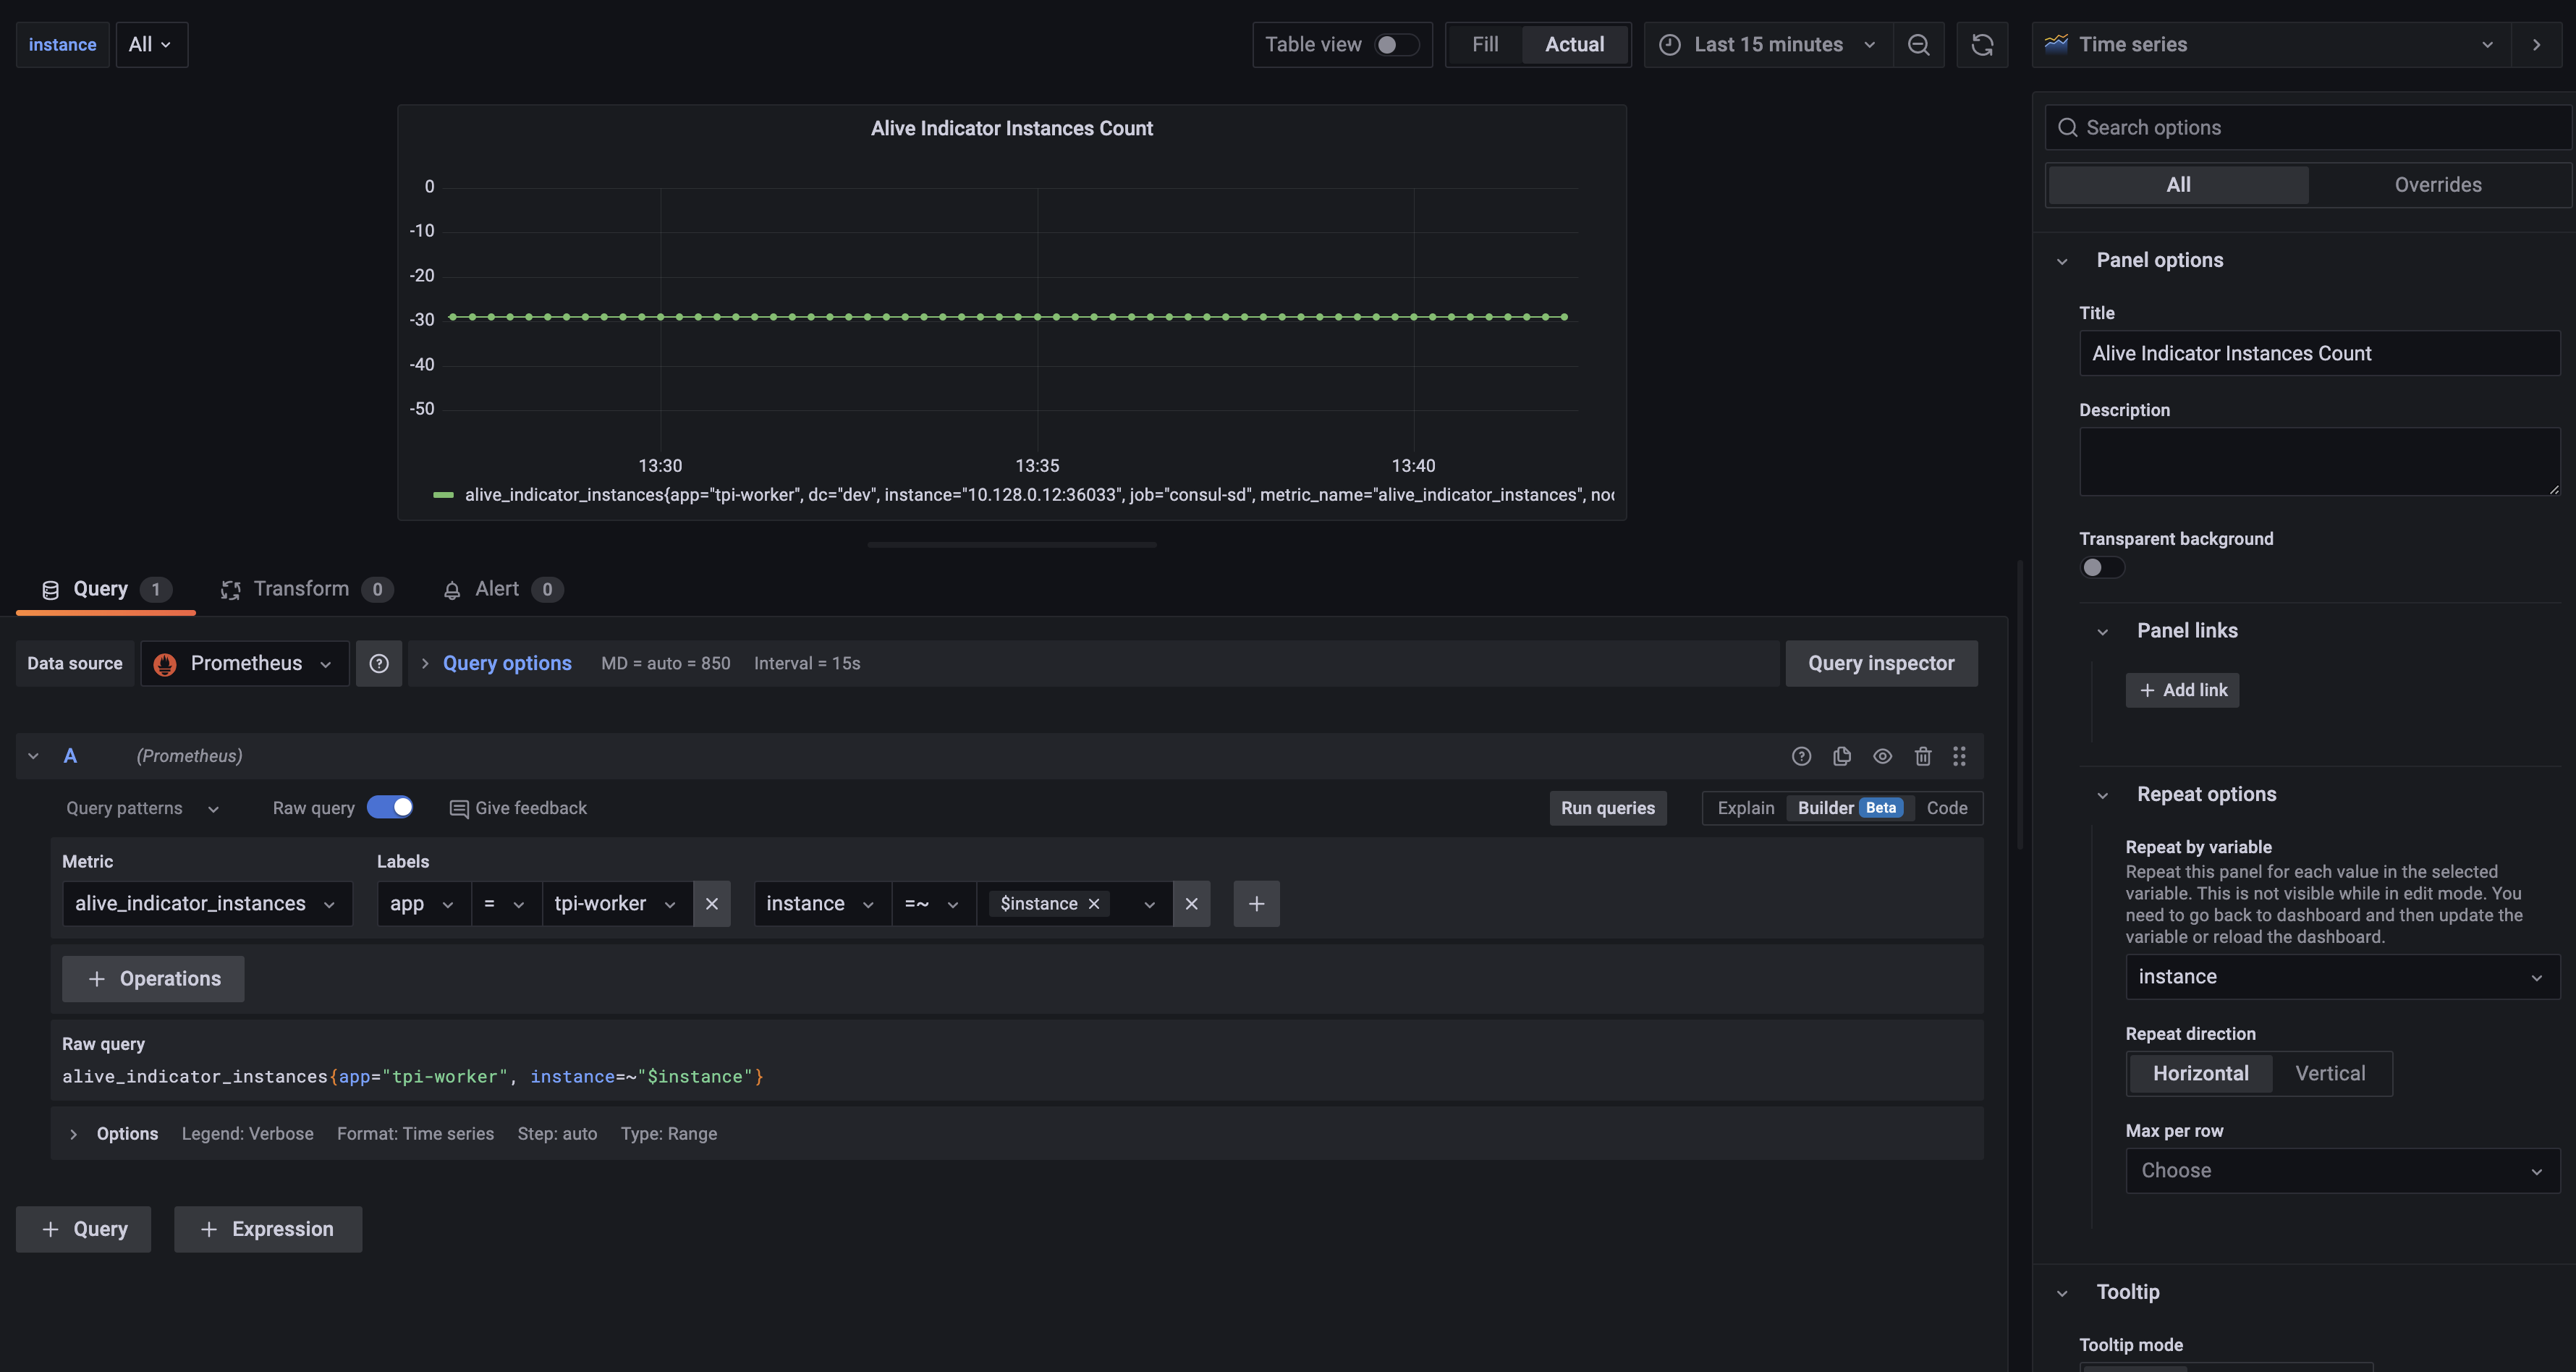 instance All
Table view Fill Actual Last 15 minutes
Time series
Alive Indicator Instances Count
0
-10
-20
-30
-40
-50
13:30 13:35 13:40
alive_indicator_instances{app="tpi-worker", dc="dev", instance="10.128.0.12:36033", job="consul-sd", metric_name="alive_indicator_instances", noc
Query 1 Transform 0 Alert 0
Data source Prometheus Query options MD = auto = 850 Interval = 15s Query inspector
A (Prometheus)
Query patterns Raw query Give feedback Run queries Explain Builder Beta Code
Metric Labels
alive_indicator_instances app = tpi-worker instance =~ $instance
+ Operations
Raw query
alive_indicator_instances{app="tpi-worker", instance=~"$instance"}
Options Legend: Verbose Format: Time series Step: auto Type: Range
+ Query + Expression
Search options
All Overrides
Panel options
Title
Alive Indicator Instances Count
Description
Transparent background
Panel links
+ Add link
Repeat options
Repeat by variable
Repeat this panel for each value in the selected
variable. This is not visible while in edit mode. You
need to go back to dashboard and then update the
variable or reload the dashboard.
instance
Repeat direction
Horizontal Vertical
Max per row
Choose
Tooltip
Tooltip mode